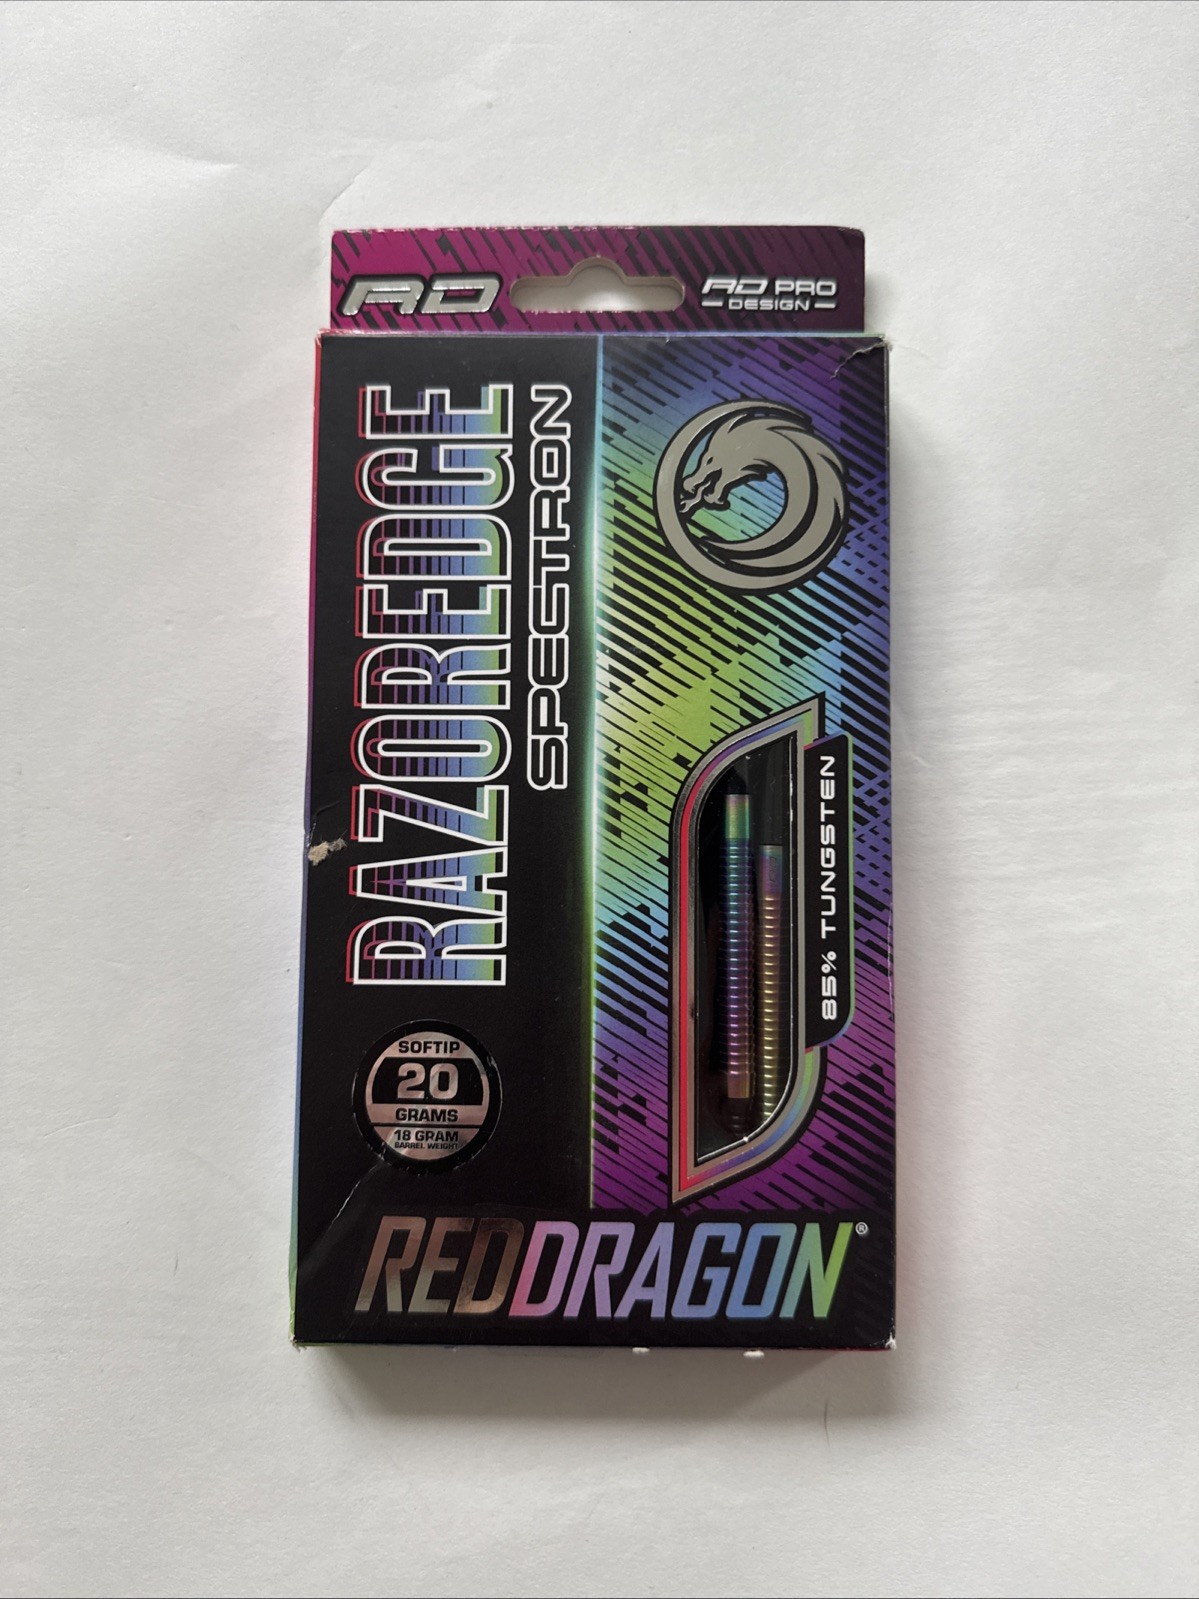 RD
RD PRO
DESIGN
RAZOREDGE
SPECTRON
85% TUNGSTEN
SOFTIP
20
GRAMS
18 GRAM
BARREL WEIGHT
REDDRAGON®